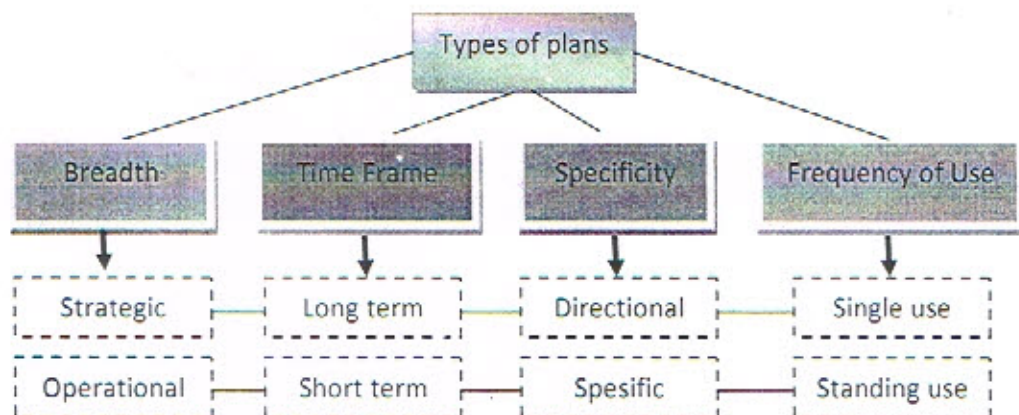 Types of plans
Breadth
Time Frame
Specificity
Frequency of Use
Strategic
Long term
Directional
Single use
Operational
Short term
Spesific
Standing use